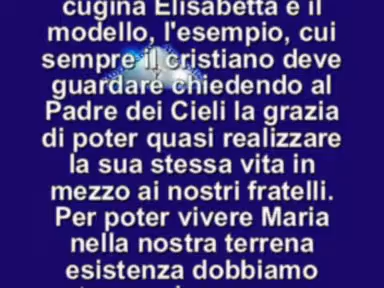 cugina Elisabetta è il
modello, l'esempio, cui
sempre il cristiano deve
guardare chiedendo al
Padre dei Cieli la grazia
di poter quasi realizzare
la sua stessa vita in
mezzo ai nostri fratelli.
Per poter vivere Maria
nella nostra terrena
esistenza dobbiamo